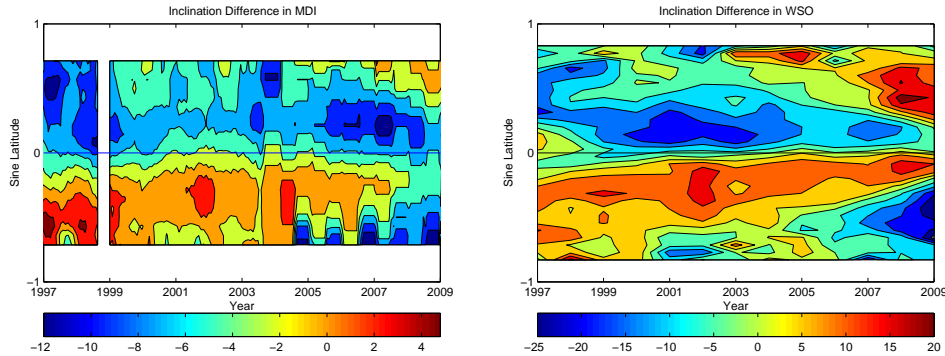 Inclination Difference in MDI
1
0
−1
Sine Latitude
1997 1999 2001 2003 2005 2007 2009
Year
−12 −10 −8 −6 −4 −2 0 2 4
Inclination Difference in WSO
1
0
−1
Sine Latitude
1997 1999 2001 2003 2005 2007 2009
Year
−25 −20 −15 −10 −5 0 5 10 15 20